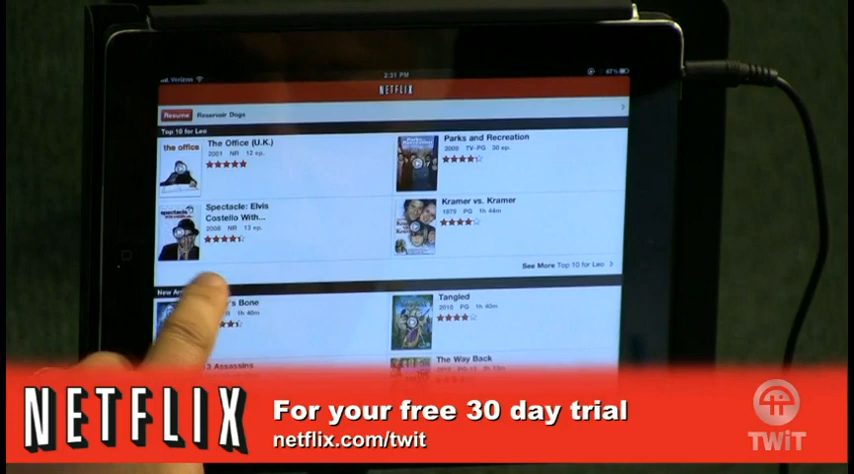 Verizon 2:31 PM 67%
NETFLIX
Resume Reservoir Dogs
Top 10 for Leo
the office
The Office (U.K.)
2001 NR 12 ep.
Parks and Recreation
2009 TV-PG 30 ep.
spectacle
Spectacle: Elvis
Costello With...
2008 NR 13 ep.
Kramer vs. Kramer
1979 PG 1h 44m
See More Top 10 for Leo
New Ar
's Bone
R 1h 40m
Tangled
2010 PG 1h 40m
3 Assassins
The Way Back
NETFLIX
For your free 30 day trial
netflix.com/twit
TWiT